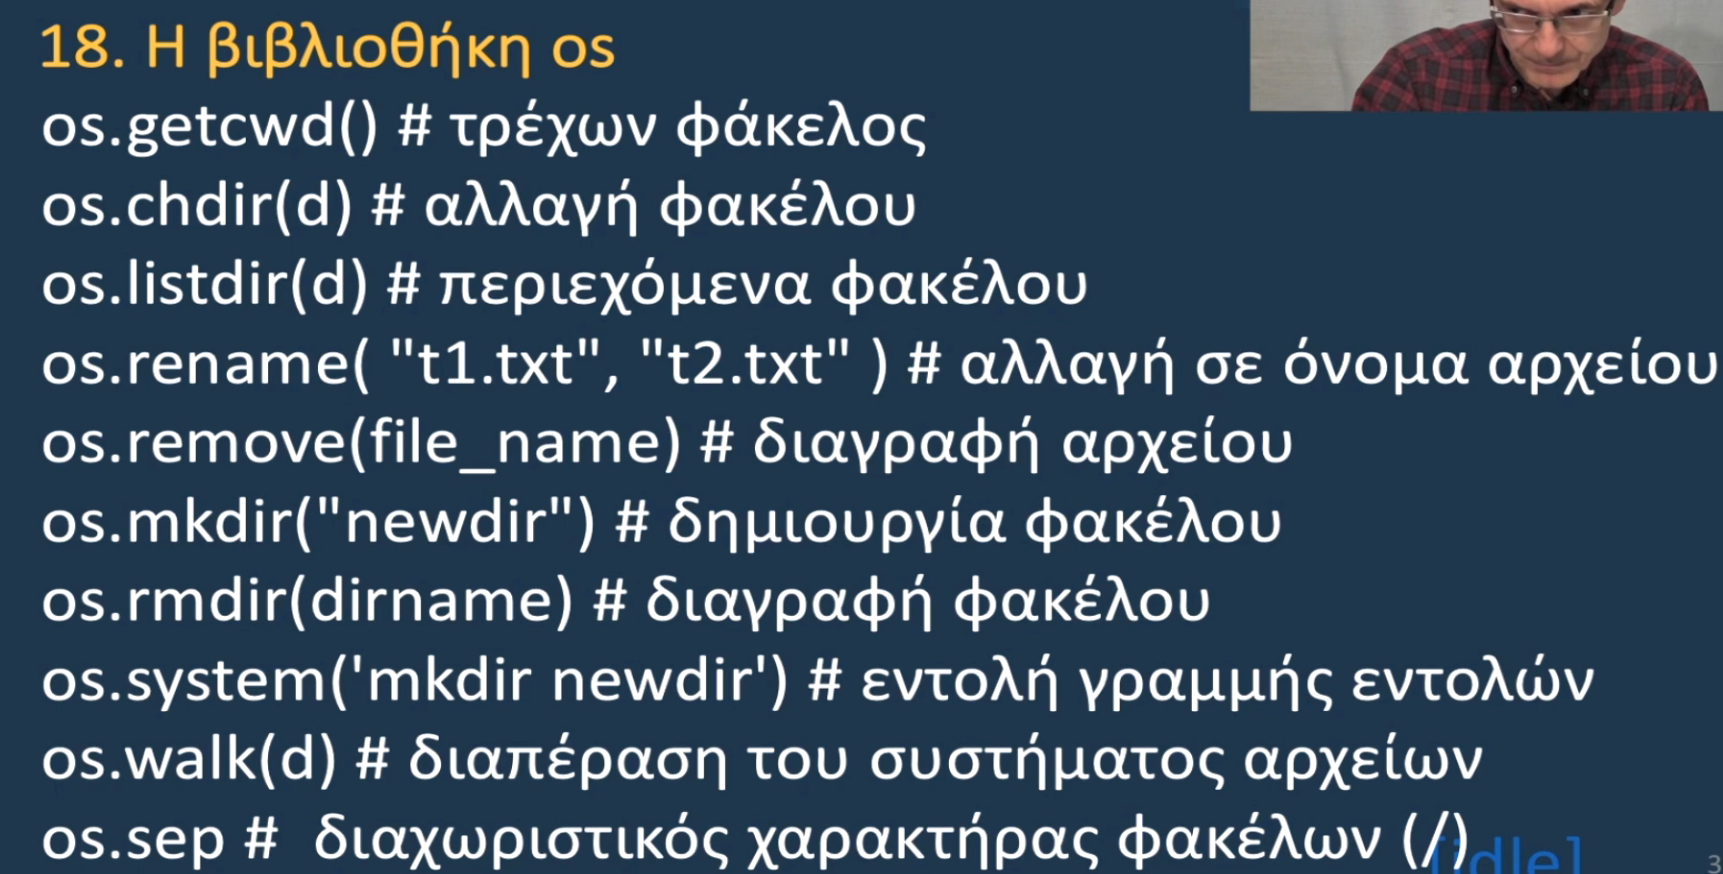 18. Η βιβλιοθήκη os
os.getcwd() # τρέχων φάκελος
os.chdir(d) # αλλαγή φακέλου
os.listdir(d) # περιεχόμενα φακέλου
os.rename( "t1.txt", "t2.txt" ) # αλλαγή σε όνομα αρχείου
os.remove(file_name) # διαγραφή αρχείου
os.mkdir("newdir") # δημιουργία φακέλου
os.rmdir(dirname) # διαγραφή φακέλου
os.system('mkdir newdir') # εντολή γραμμής εντολών
os.walk(d) # διαπέραση του συστήματος αρχείων
os.sep # διαχωριστικός χαρακτήρας φακέλων (/)
[idle]